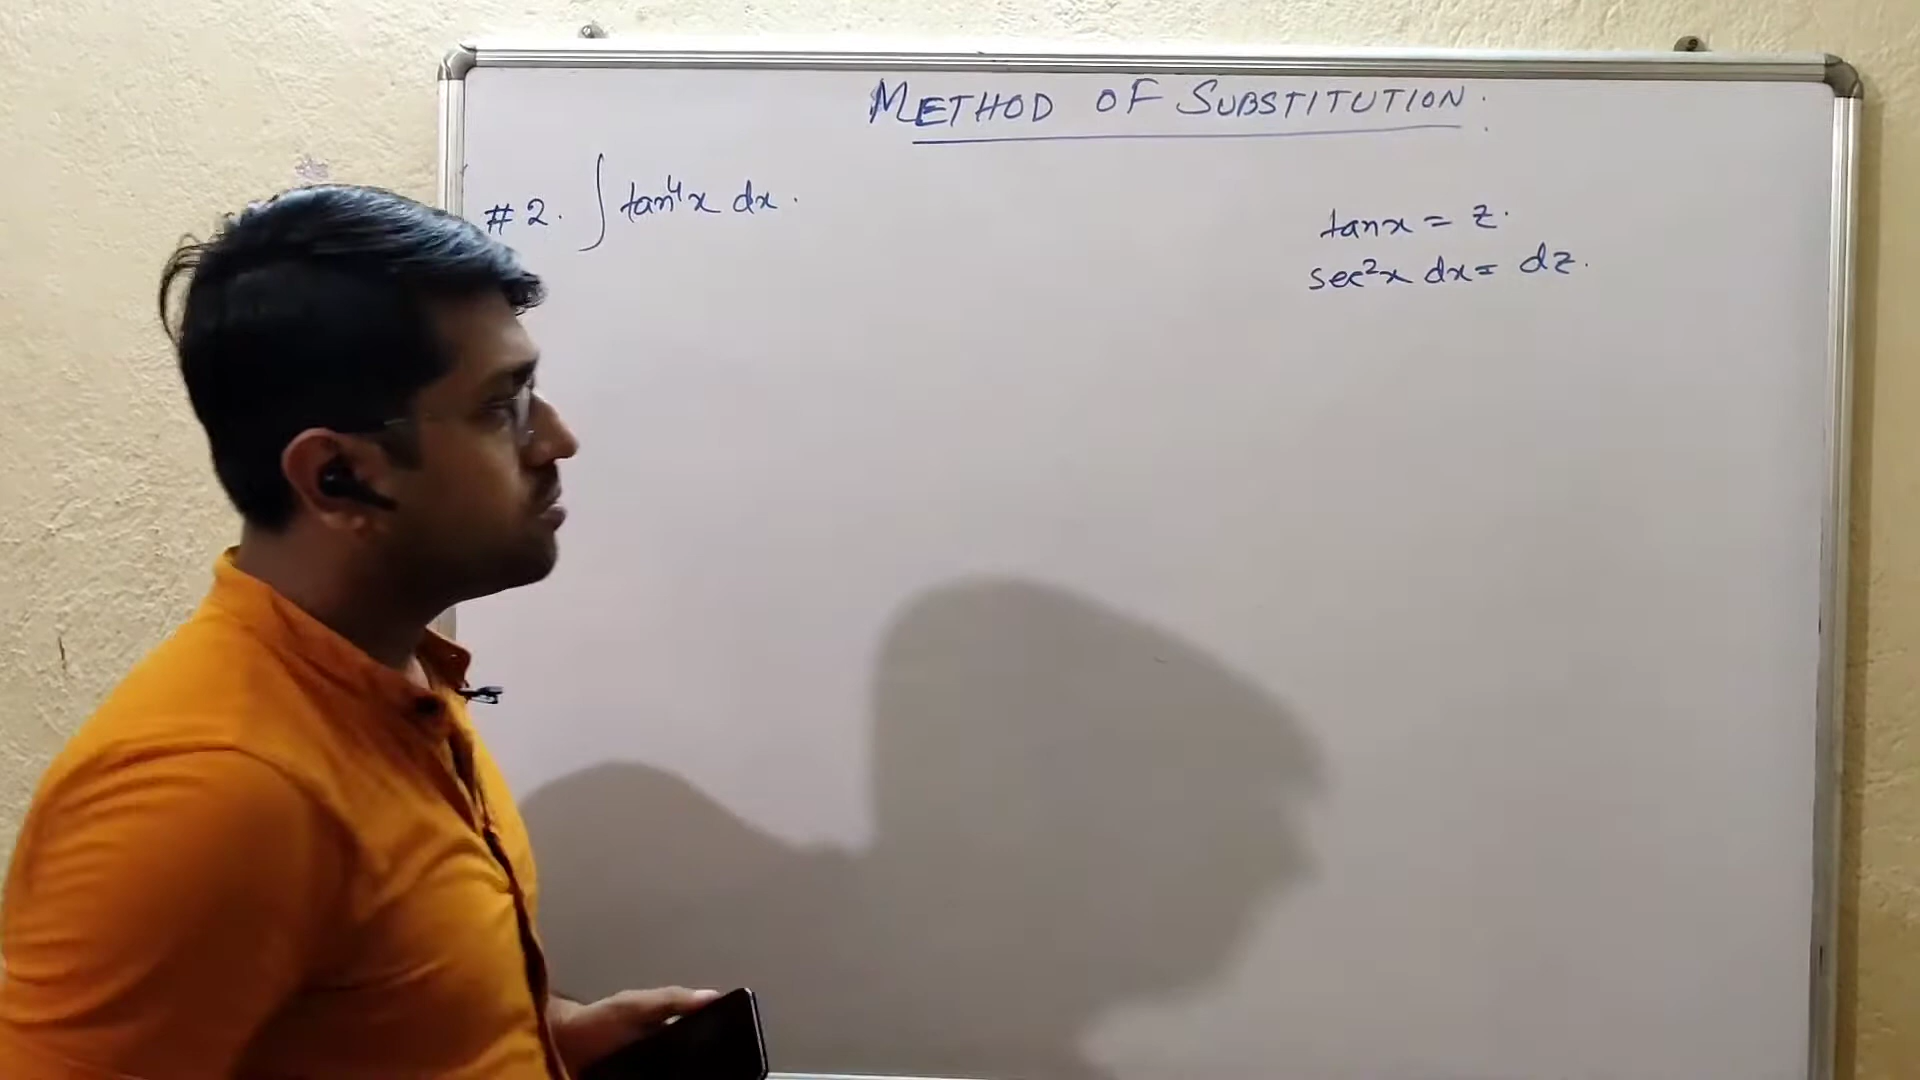 METHOD OF SUBSTITUTION.
#2. ∫ tan⁴x dx.
tanx = z.
sec²x dx = dz.